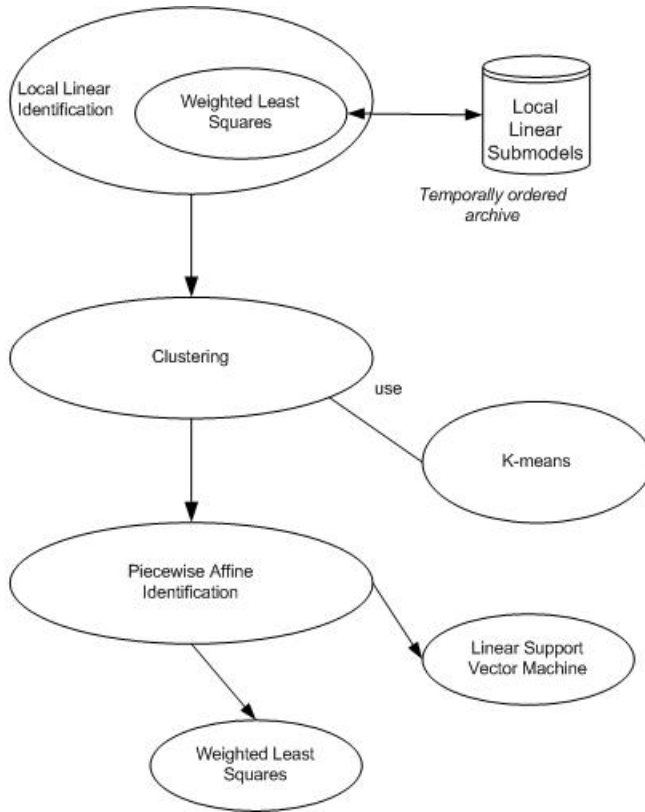 Local Linear
Identification
Weighted Least
Squares
Local
Linear
Submodels
Temporally ordered
archive
Clustering
use
K-means
Piecewise Affine
Identification
Linear Support
Vector Machine
Weighted Least
Squares